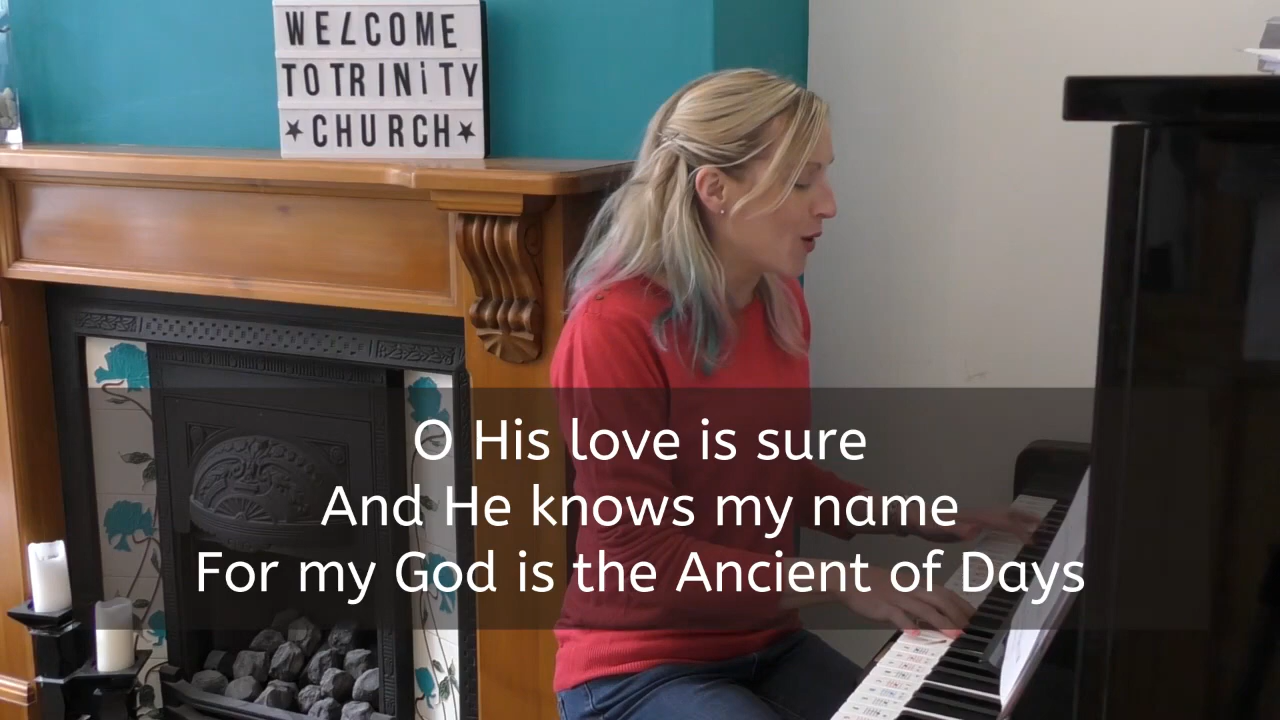 WELCOME
TOTRINiTY
★CHURCH★
O His love is sure
And He knows my name
For my God is the Ancient of Days